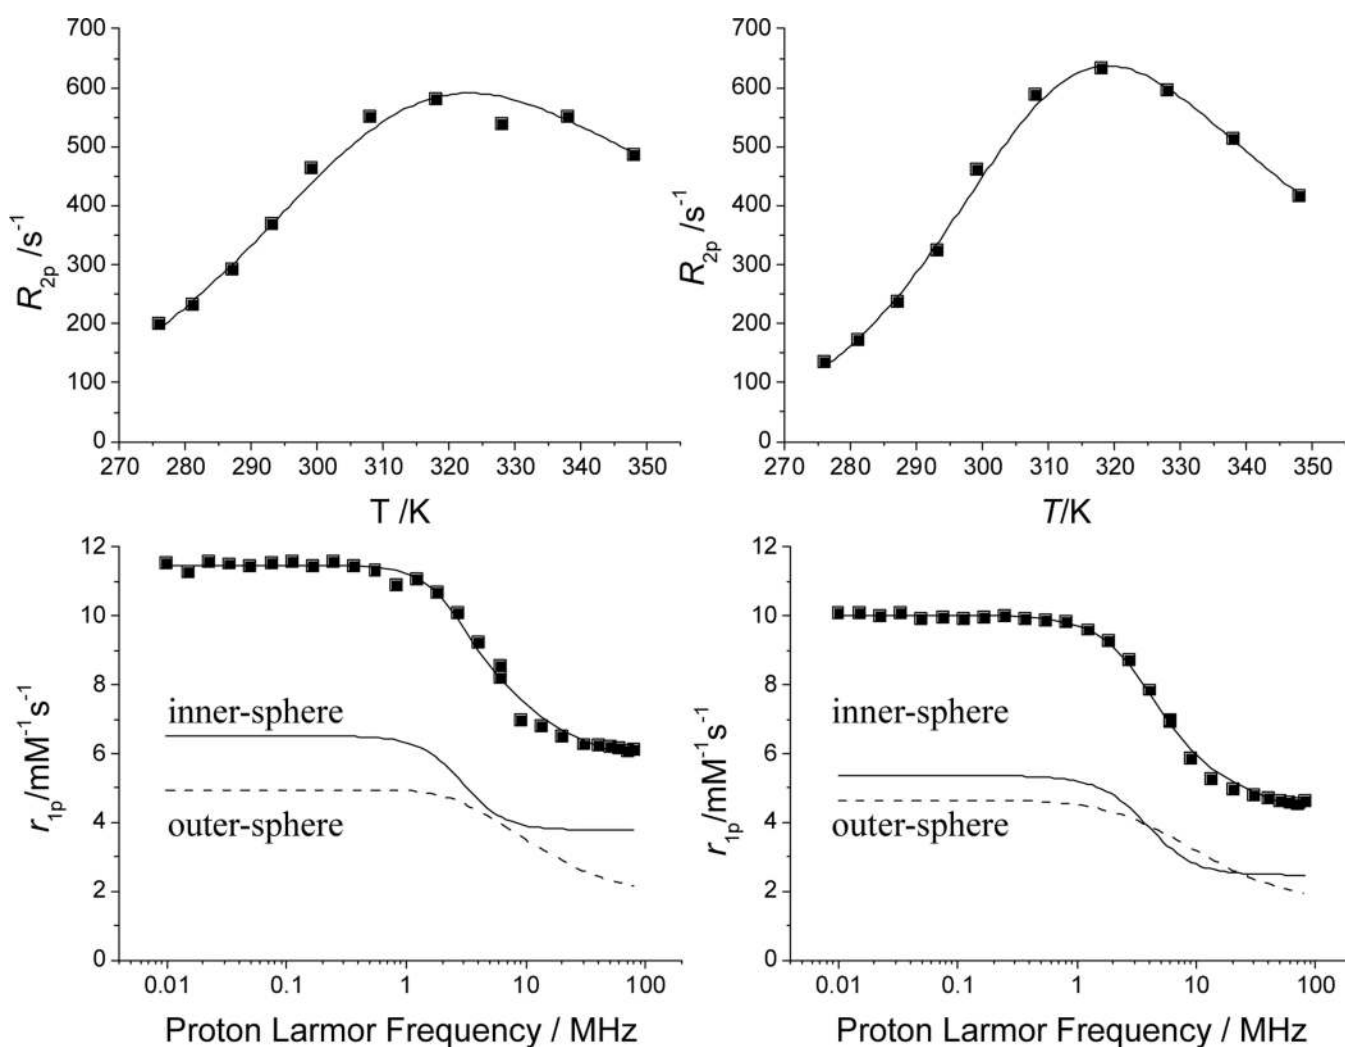 700
600
500
400
300
200
100
0
R2p /s-1
270 280 290 300 310 320 330 340 350
T /K
700
600
500
400
300
200
100
0
R2p /s-1
270 280 290 300 310 320 330 340 350
T/K
12
10
8
6
4
2
0
r1p/mM-1s-1
inner-sphere
outer-sphere
0.01 0.1 1 10 100
Proton Larmor Frequency / MHz
12
10
8
6
4
2
0
r1p/mM-1s-1
inner-sphere
outer-sphere
0.01 0.1 1 10 100
Proton Larmor Frequency / MHz